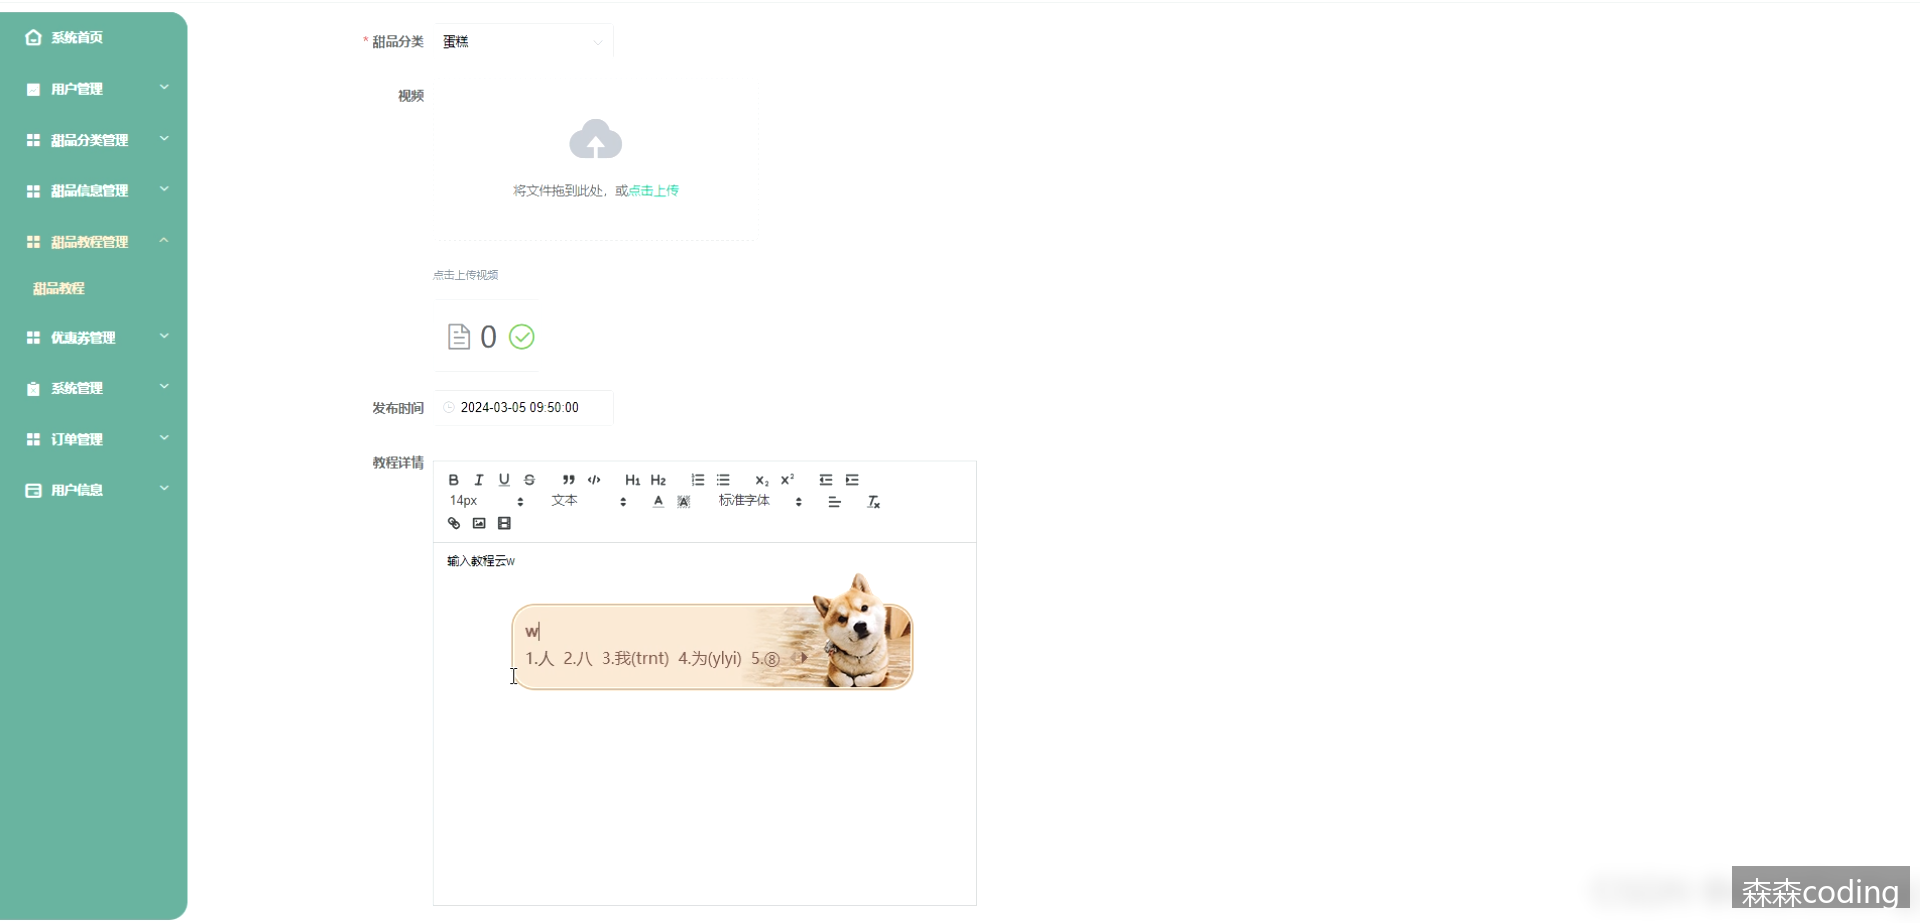 系统首页
用户管理
甜品分类管理
甜品信息管理
甜品教程管理
甜品教程
优惠券管理
系统管理
订单管理
用户信息
* 甜品分类 蛋糕
视频
将文件拖到此处，或点击上传
点击上传视频
0
发布时间 2024-03-05 09:50:00
教程详情
B I U S ” </> H1 H2 X2 X2
14px 文本 A A 标准字体 Tx
输入教程云w
w
1.人 2.八 3.我(trnt) 4.为(ylyi) 5.⑧
森森coding